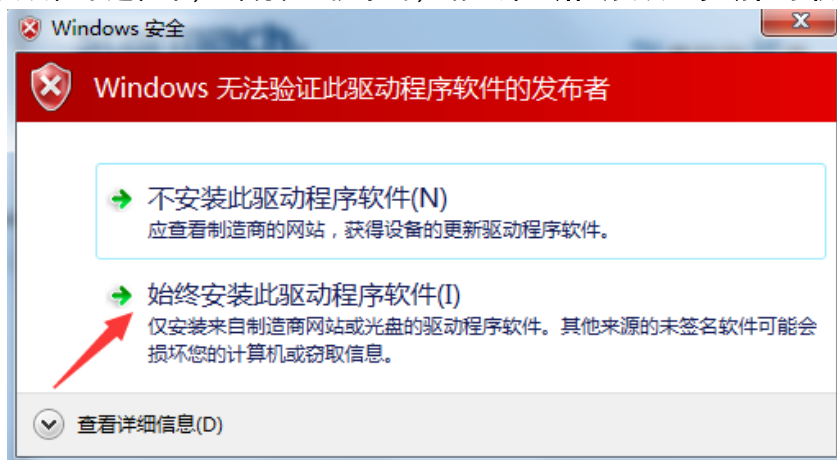 Windows 安全
Windows 无法验证此驱动程序软件的发布者
不安装此驱动程序软件(N)
应查看制造商的网站，获得设备的更新驱动程序软件。
始终安装此驱动程序软件(I)
仅安装来自制造商网站或光盘的驱动程序软件。其他来源的未签名软件可能会
损坏您的计算机或窃取信息。
查看详细信息(D)